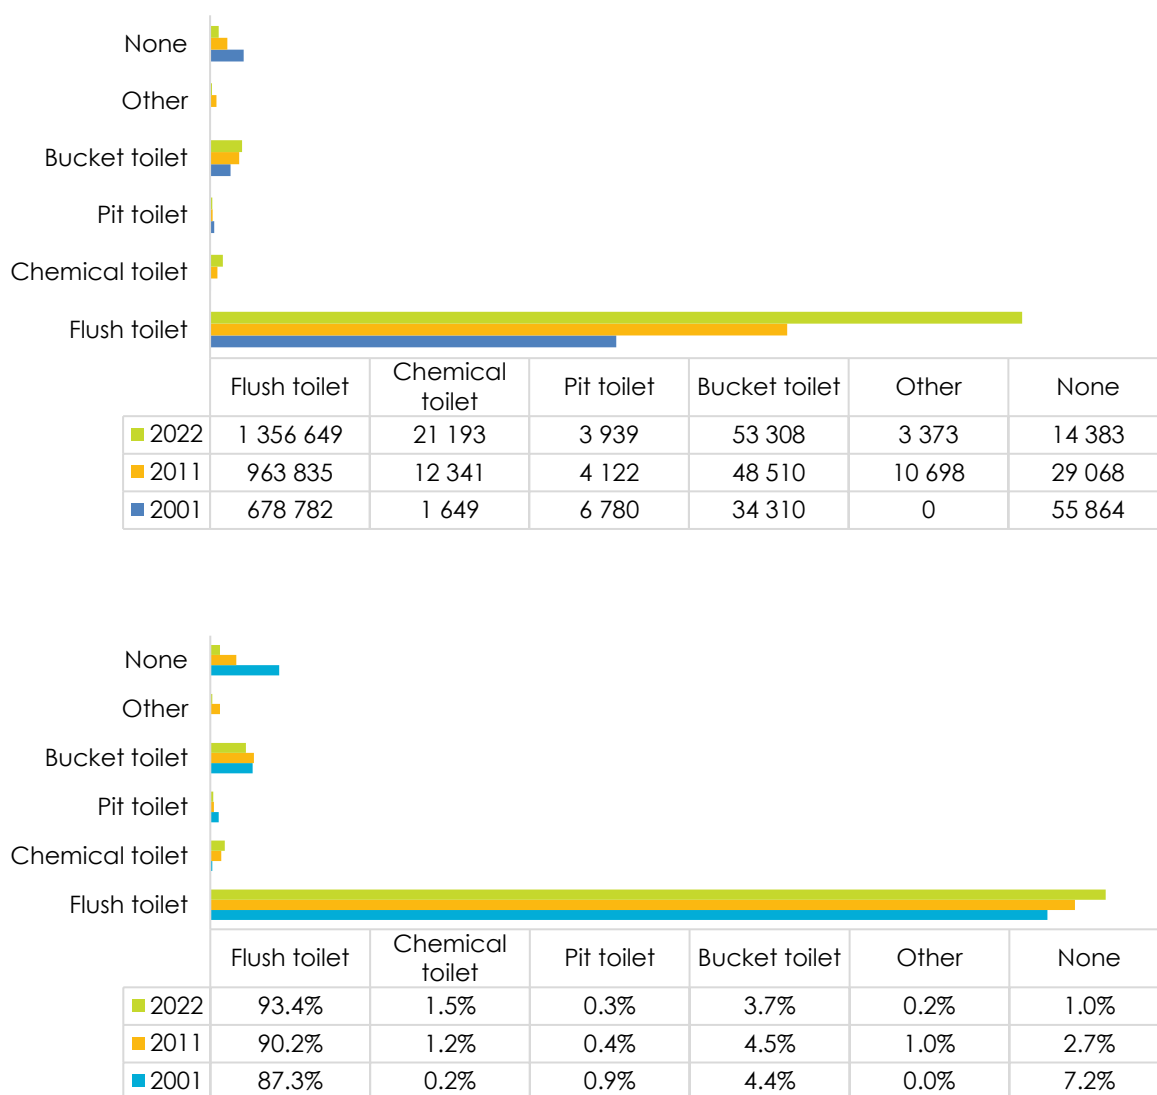 None
Other
Bucket toilet
Pit toilet
Chemical toilet
Flush toilet
Flush toilet Chemical toilet Pit toilet Bucket toilet Other None
2022 1 356 649 21 193 3 939 53 308 3 373 14 383
2011 963 835 12 341 4 122 48 510 10 698 29 068
2001 678 782 1 649 6 780 34 310 0 55 864
None
Other
Bucket toilet
Pit toilet
Chemical toilet
Flush toilet
Flush toilet Chemical toilet Pit toilet Bucket toilet Other None
2022 93.4% 1.5% 0.3% 3.7% 0.2% 1.0%
2011 90.2% 1.2% 0.4% 4.5% 1.0% 2.7%
2001 87.3% 0.2% 0.9% 4.4% 0.0% 7.2%